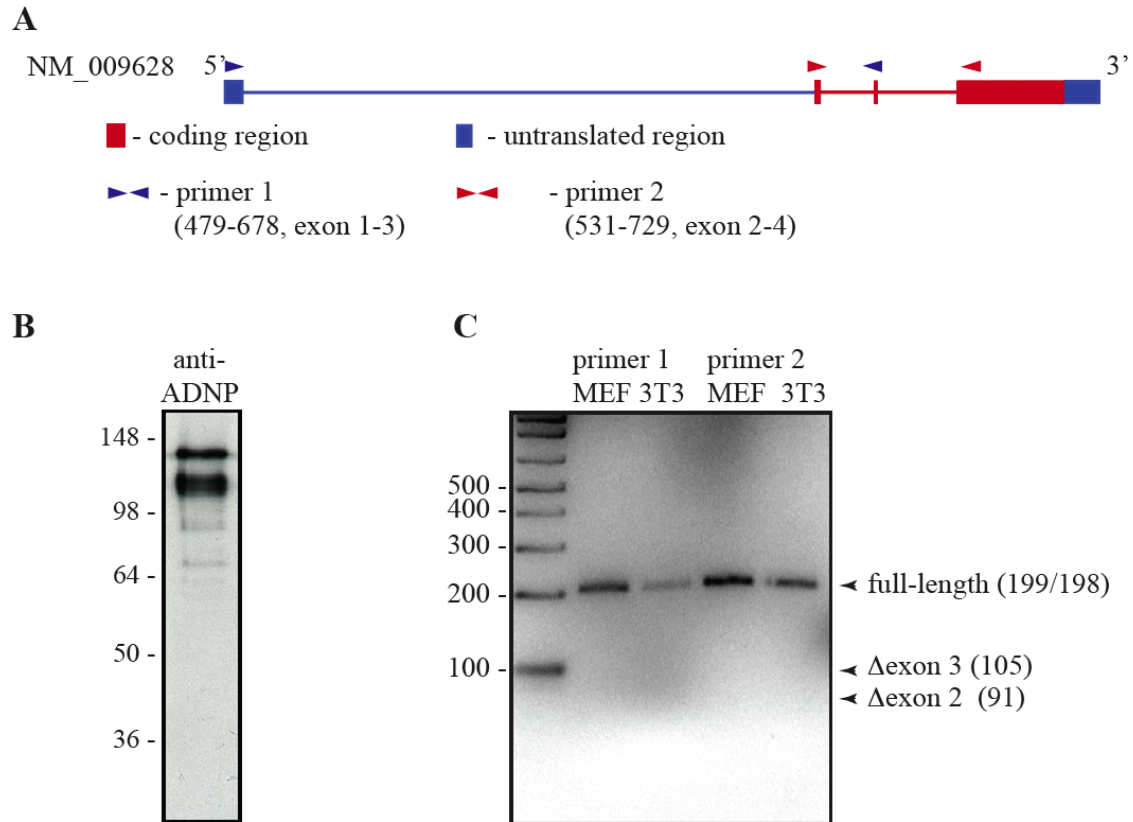 A
NM_009628 5’ 3’
- coding region - untranslated region
- primer 1 - primer 2
(479-678, exon 1-3) (531-729, exon 2-4)
B C
anti-
ADNP
148 -
98 -
64 -
50 -
36 -
primer 1 primer 2
MEF 3T3 MEF 3T3
500 -
400 -
300 -
200 -
100 -
full-length (199/198)
Δexon 3 (105)
Δexon 2 (91)